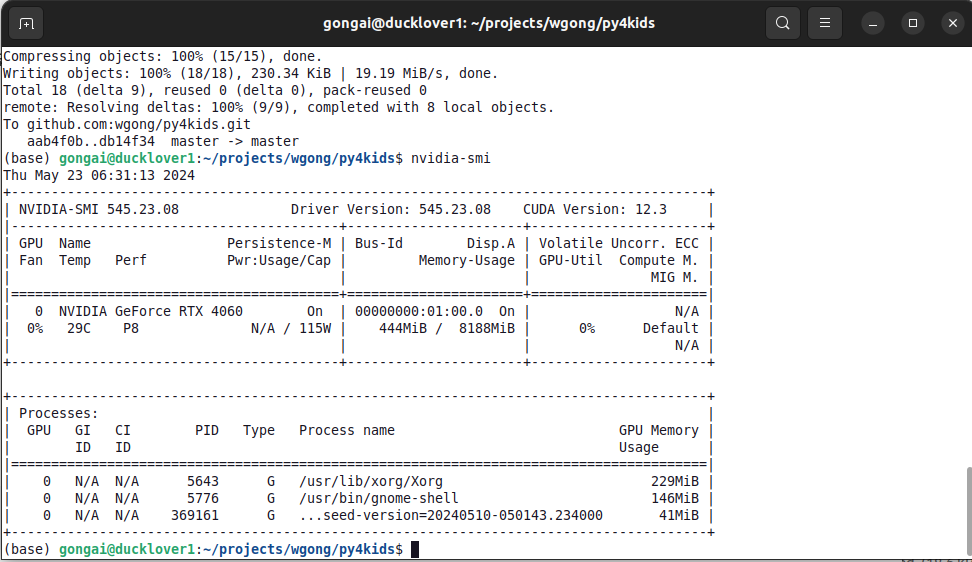 gongai@ducklover1: ~/projects/wgong/py4kids
Compressing objects: 100% (15/15), done.
Writing objects: 100% (18/18), 230.34 KiB | 19.19 MiB/s, done.
Total 18 (delta 9), reused 0 (delta 0), pack-reused 0
remote: Resolving deltas: 100% (9/9), completed with 8 local objects.
To github.com:wgong/py4kids.git
   aab4f0b..db14f34  master -> master
(base) gongai@ducklover1:~/projects/wgong/py4kids$ nvidia-smi
Thu May 23 06:31:13 2024
+---------------------------------------------------------------------------------------+
| NVIDIA-SMI 545.23.08              Driver Version: 545.23.08    CUDA Version: 12.3     |
|-----------------------------------------+----------------------+----------------------+
| GPU  Name                 Persistence-M | Bus-Id        Disp.A | Volatile Uncorr. ECC |
| Fan  Temp   Perf          Pwr:Usage/Cap |         Memory-Usage | GPU-Util  Compute M. |
|                                         |                      |               MIG M. |
|=========================================+======================+======================|
|   0  NVIDIA GeForce RTX 4060        On  | 00000000:01:00.0  On |                  N/A |
|  0%   29C    P8              N/A / 115W |    444MiB /  8188MiB |      0%      Default |
|                                         |                      |                  N/A |
+-----------------------------------------+----------------------+----------------------+
+---------------------------------------------------------------------------------------+
| Processes:                                                                            |
|  GPU   GI   CI        PID   Type   Process name                            GPU Memory |
|        ID   ID                                                             Usage      |
|=======================================================================================|
|    0   N/A  N/A      5643      G   /usr/lib/xorg/Xorg                          229MiB |
|    0   N/A  N/A      5776      G   /usr/bin/gnome-shell                        146MiB |
|    0   N/A  N/A    369161      G   ...seed-version=20240510-050143.234000       41MiB |
+---------------------------------------------------------------------------------------+
(base) gongai@ducklover1:~/projects/wgong/py4kids$